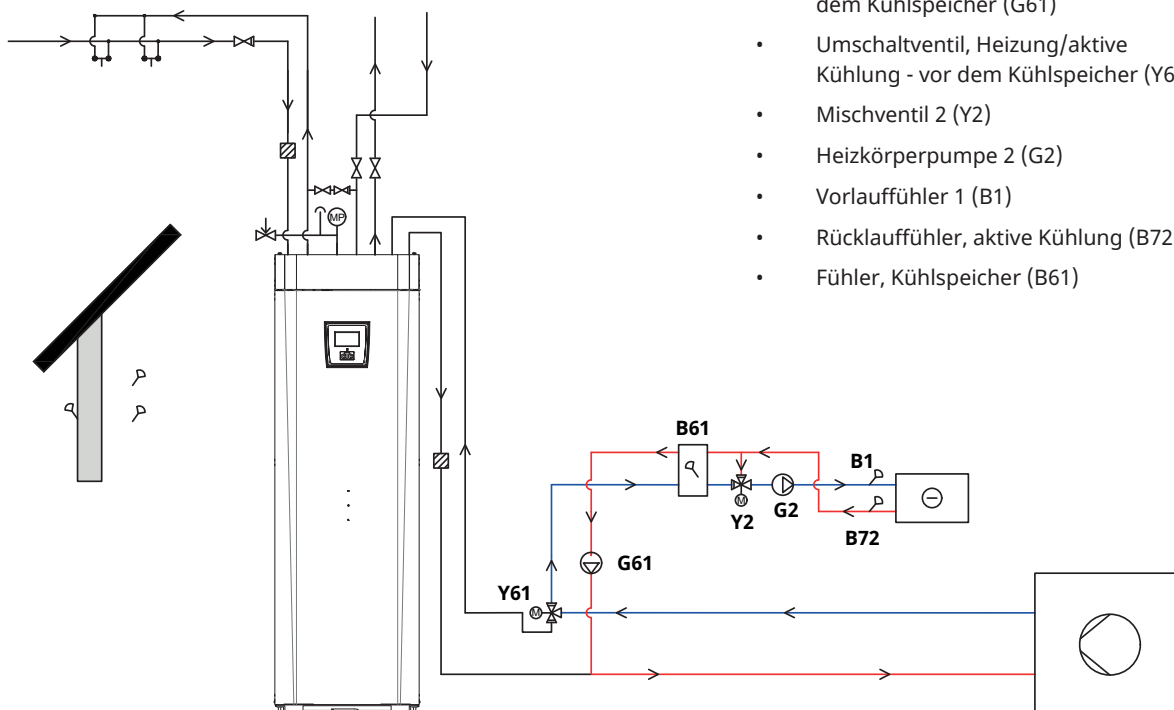 dem Kühlspeicher (G61)
• Umschaltventil, Heizung/aktive
Kühlung - vor dem Kühlspeicher (Y6
• Mischventil 2 (Y2)
• Heizkörperpumpe 2 (G2)
• Vorlauffühler 1 (B1)
• Rücklauffühler, aktive Kühlung (B72
• Fühler, Kühlspeicher (B61)
MP
B61
B1
M
Y2
G2
B72
G61
Y61
M